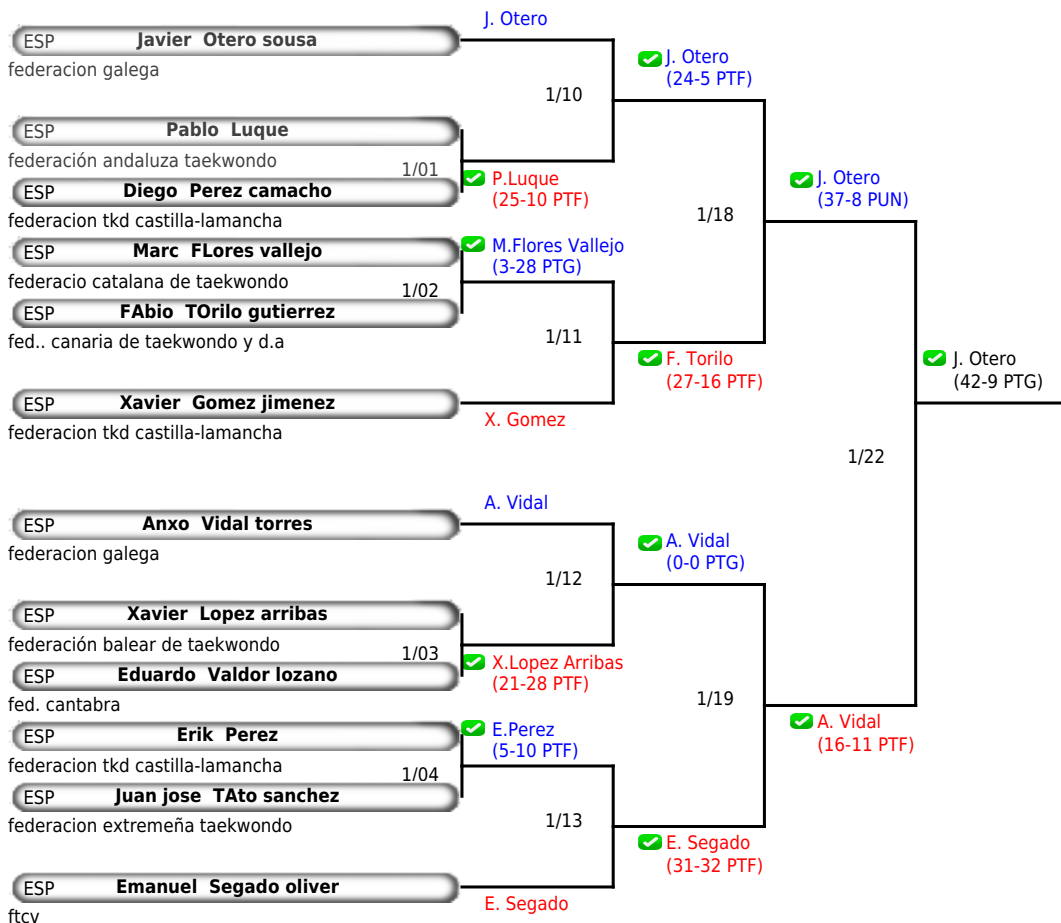 J. Otero
ESP Javier Otero sousa
federacion galega
J. Otero
(24-5 PTF)
1/10
ESP Pablo Luque
federación andaluza taekwondo
1/01
ESP Diego Perez camacho
federacion tkd castilla-lamancha
P.Luque
(25-10 PTF)
J. Otero
(37-8 PUN)
1/18
ESP Marc FLores vallejo
federacio catalana de taekwondo
M.Flores Vallejo
(3-28 PTG)
1/02
ESP FAbio TOrilo gutierrez
fed.. canaria de taekwondo y d.a
1/11
F. Torilo
(27-16 PTF)
J. Otero
(42-9 PTG)
ESP Xavier Gomez jimenez
federacion tkd castilla-lamancha
X. Gomez
1/22
A. Vidal
ESP Anxo Vidal torres
federacion galega
A. Vidal
(0-0 PTG)
1/12
ESP Xavier Lopez arribas
federación balear de taekwondo
1/03
ESP Eduardo Valdor lozano
fed. cantabra
X.Lopez Arribas
(21-28 PTF)
1/19
A. Vidal
(16-11 PTF)
ESP Erik Perez
federacion tkd castilla-lamancha
E.Perez
(5-10 PTF)
1/04
ESP Juan jose TAto sanchez
federacion extremeña taekwondo
1/13
E. Segado
(31-32 PTF)
ESP Emanuel Segado oliver
ftcv
E. Segado